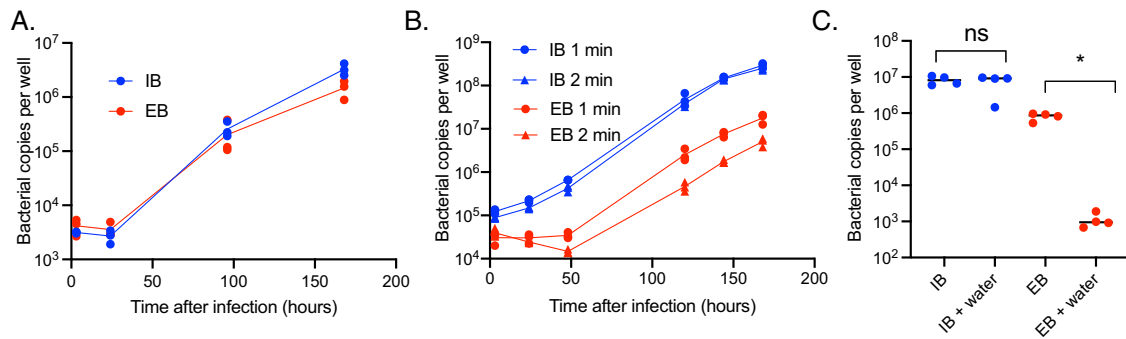 A.
Bacterial copies per well
10^7
10^6
10^5
10^4
10^3
IB
EB
0 50 100 150 200
Time after infection (hours)
B.
Bacterial copies per well
10^9
10^8
10^7
10^6
10^5
10^4
IB 1 min
IB 2 min
EB 1 min
EB 2 min
0 50 100 150 200
Time after infection (hours)
C.
Bacterial copies per well
10^8
10^7
10^6
10^5
10^4
10^3
10^2
ns
*
IB
IB + water
EB
EB + water